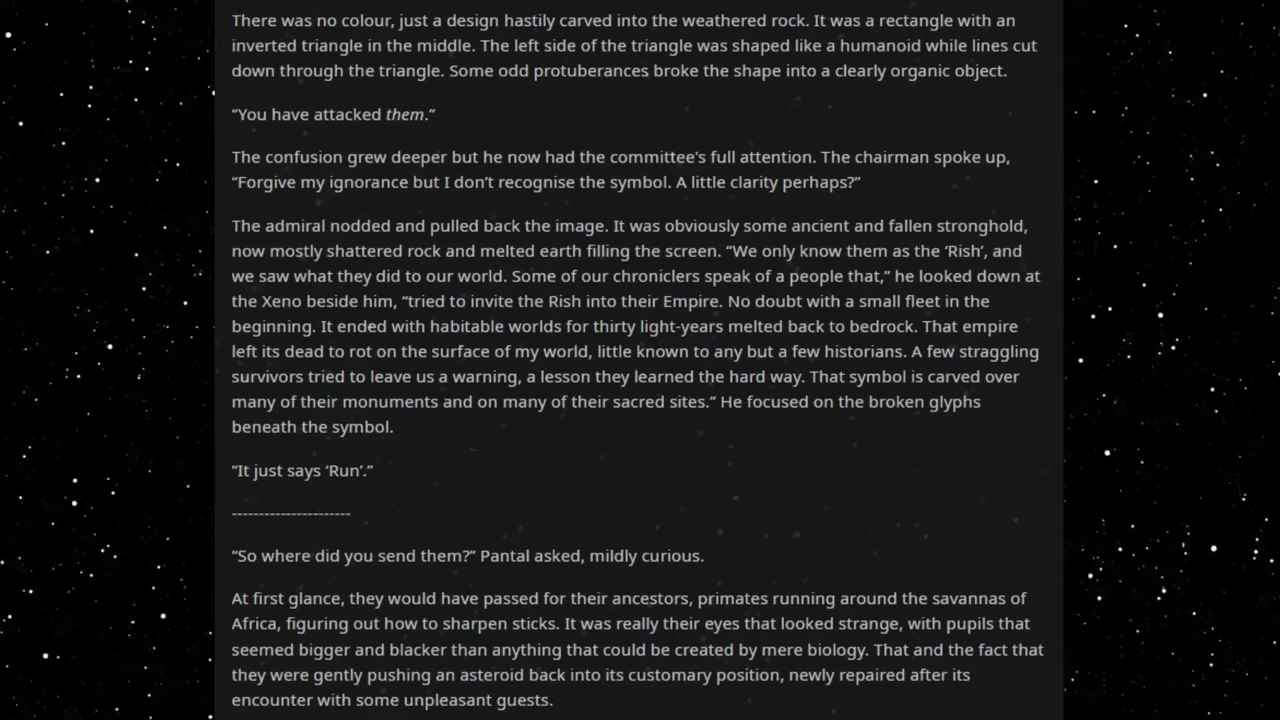 There was no colour, just a design hastily carved into the weathered rock. It was a rectangle with an
inverted triangle in the middle. The left side of the triangle was shaped like a humanoid while lines cut
down through the triangle. Some odd protuberances broke the shape into a clearly organic object.
“You have attacked them.”
The confusion grew deeper but he now had the committee's full attention. The chairman spoke up,
“Forgive my ignorance but I don’t recognise the symbol. A little clarity perhaps?”
The admiral nodded and pulled back the image. It was obviously some ancient and fallen stronghold,
now mostly shattered rock and melted earth filling the screen. “We only know them as the ‘Rish’, and
we saw what they did to our world. Some of our chroniclers speak of a people that,” he looked down at
the Xeno beside him, “tried to invite the Rish into their Empire. No doubt with a small fleet in the
beginning. It ended with habitable worlds for thirty light-years melted back to bedrock. That empire
left its dead to rot on the surface of my world, little known to any but a few historians. A few straggling
survivors tried to leave us a warning, a lesson they learned the hard way. That symbol is carved over
many of their monuments and on many of their sacred sites.” He focused on the broken glyphs
beneath the symbol.
“It just says ‘Run’.”
----------------------
“So where did you send them?” Pantal asked, mildly curious.
At first glance, they would have passed for their ancestors, primates running around the savannas of
Africa, figuring out how to sharpen sticks. It was really their eyes that looked strange, with pupils that
seemed bigger and blacker than anything that could be created by mere biology. That and the fact that
they were gently pushing an asteroid back into its customary position, newly repaired after its
encounter with some unpleasant guests.